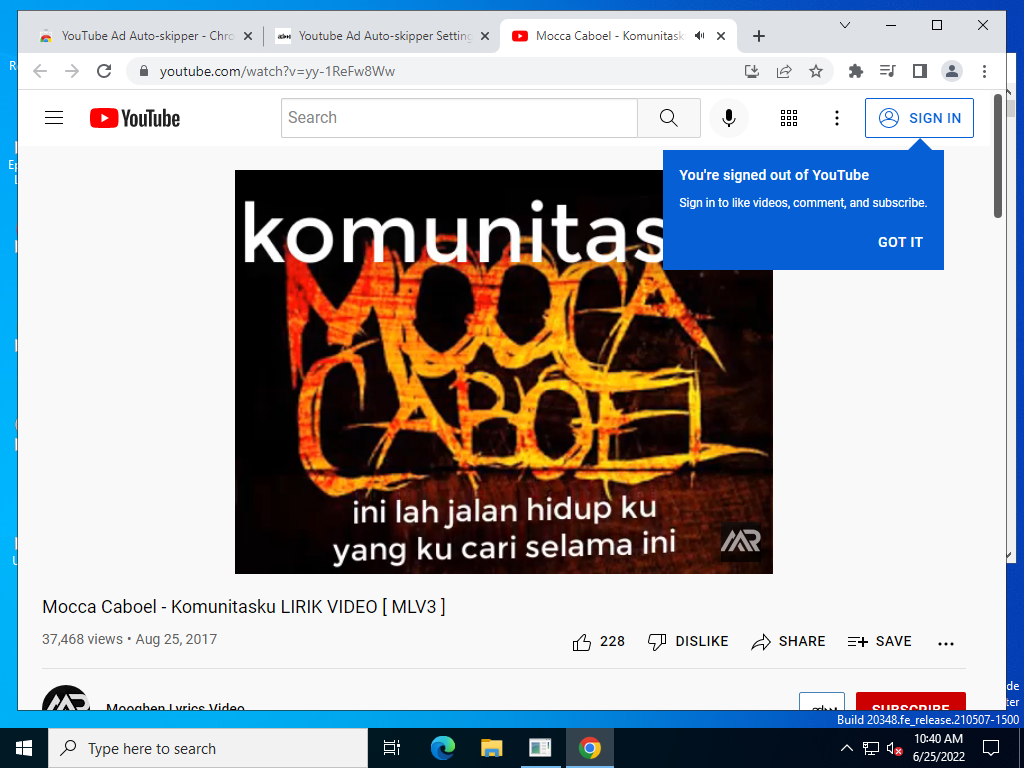 YouTube Ad Auto-skipper - Chro
Youtube Ad Auto-skipper Setting
Mocca Caboel - Komunitask
youtube.com/watch?v=yy-1ReFw8Ww
YouTube
Search
SIGN IN
You're signed out of YouTube
Sign in to like videos, comment, and subscribe.
GOT IT
komunitas
MOCCA
CABOEL
ini lah jalan hidup ku
yang ku cari selama ini
MR
Mocca Caboel - Komunitasku LIRIK VIDEO [ MLV3 ]
37,468 views • Aug 25, 2017
228
DISLIKE
SHARE
SAVE
Mooghen Lyrics Video
SUBSCRIBE
Build 20348.fe_release.210507-1500
Type here to search
10:40 AM
6/25/2022